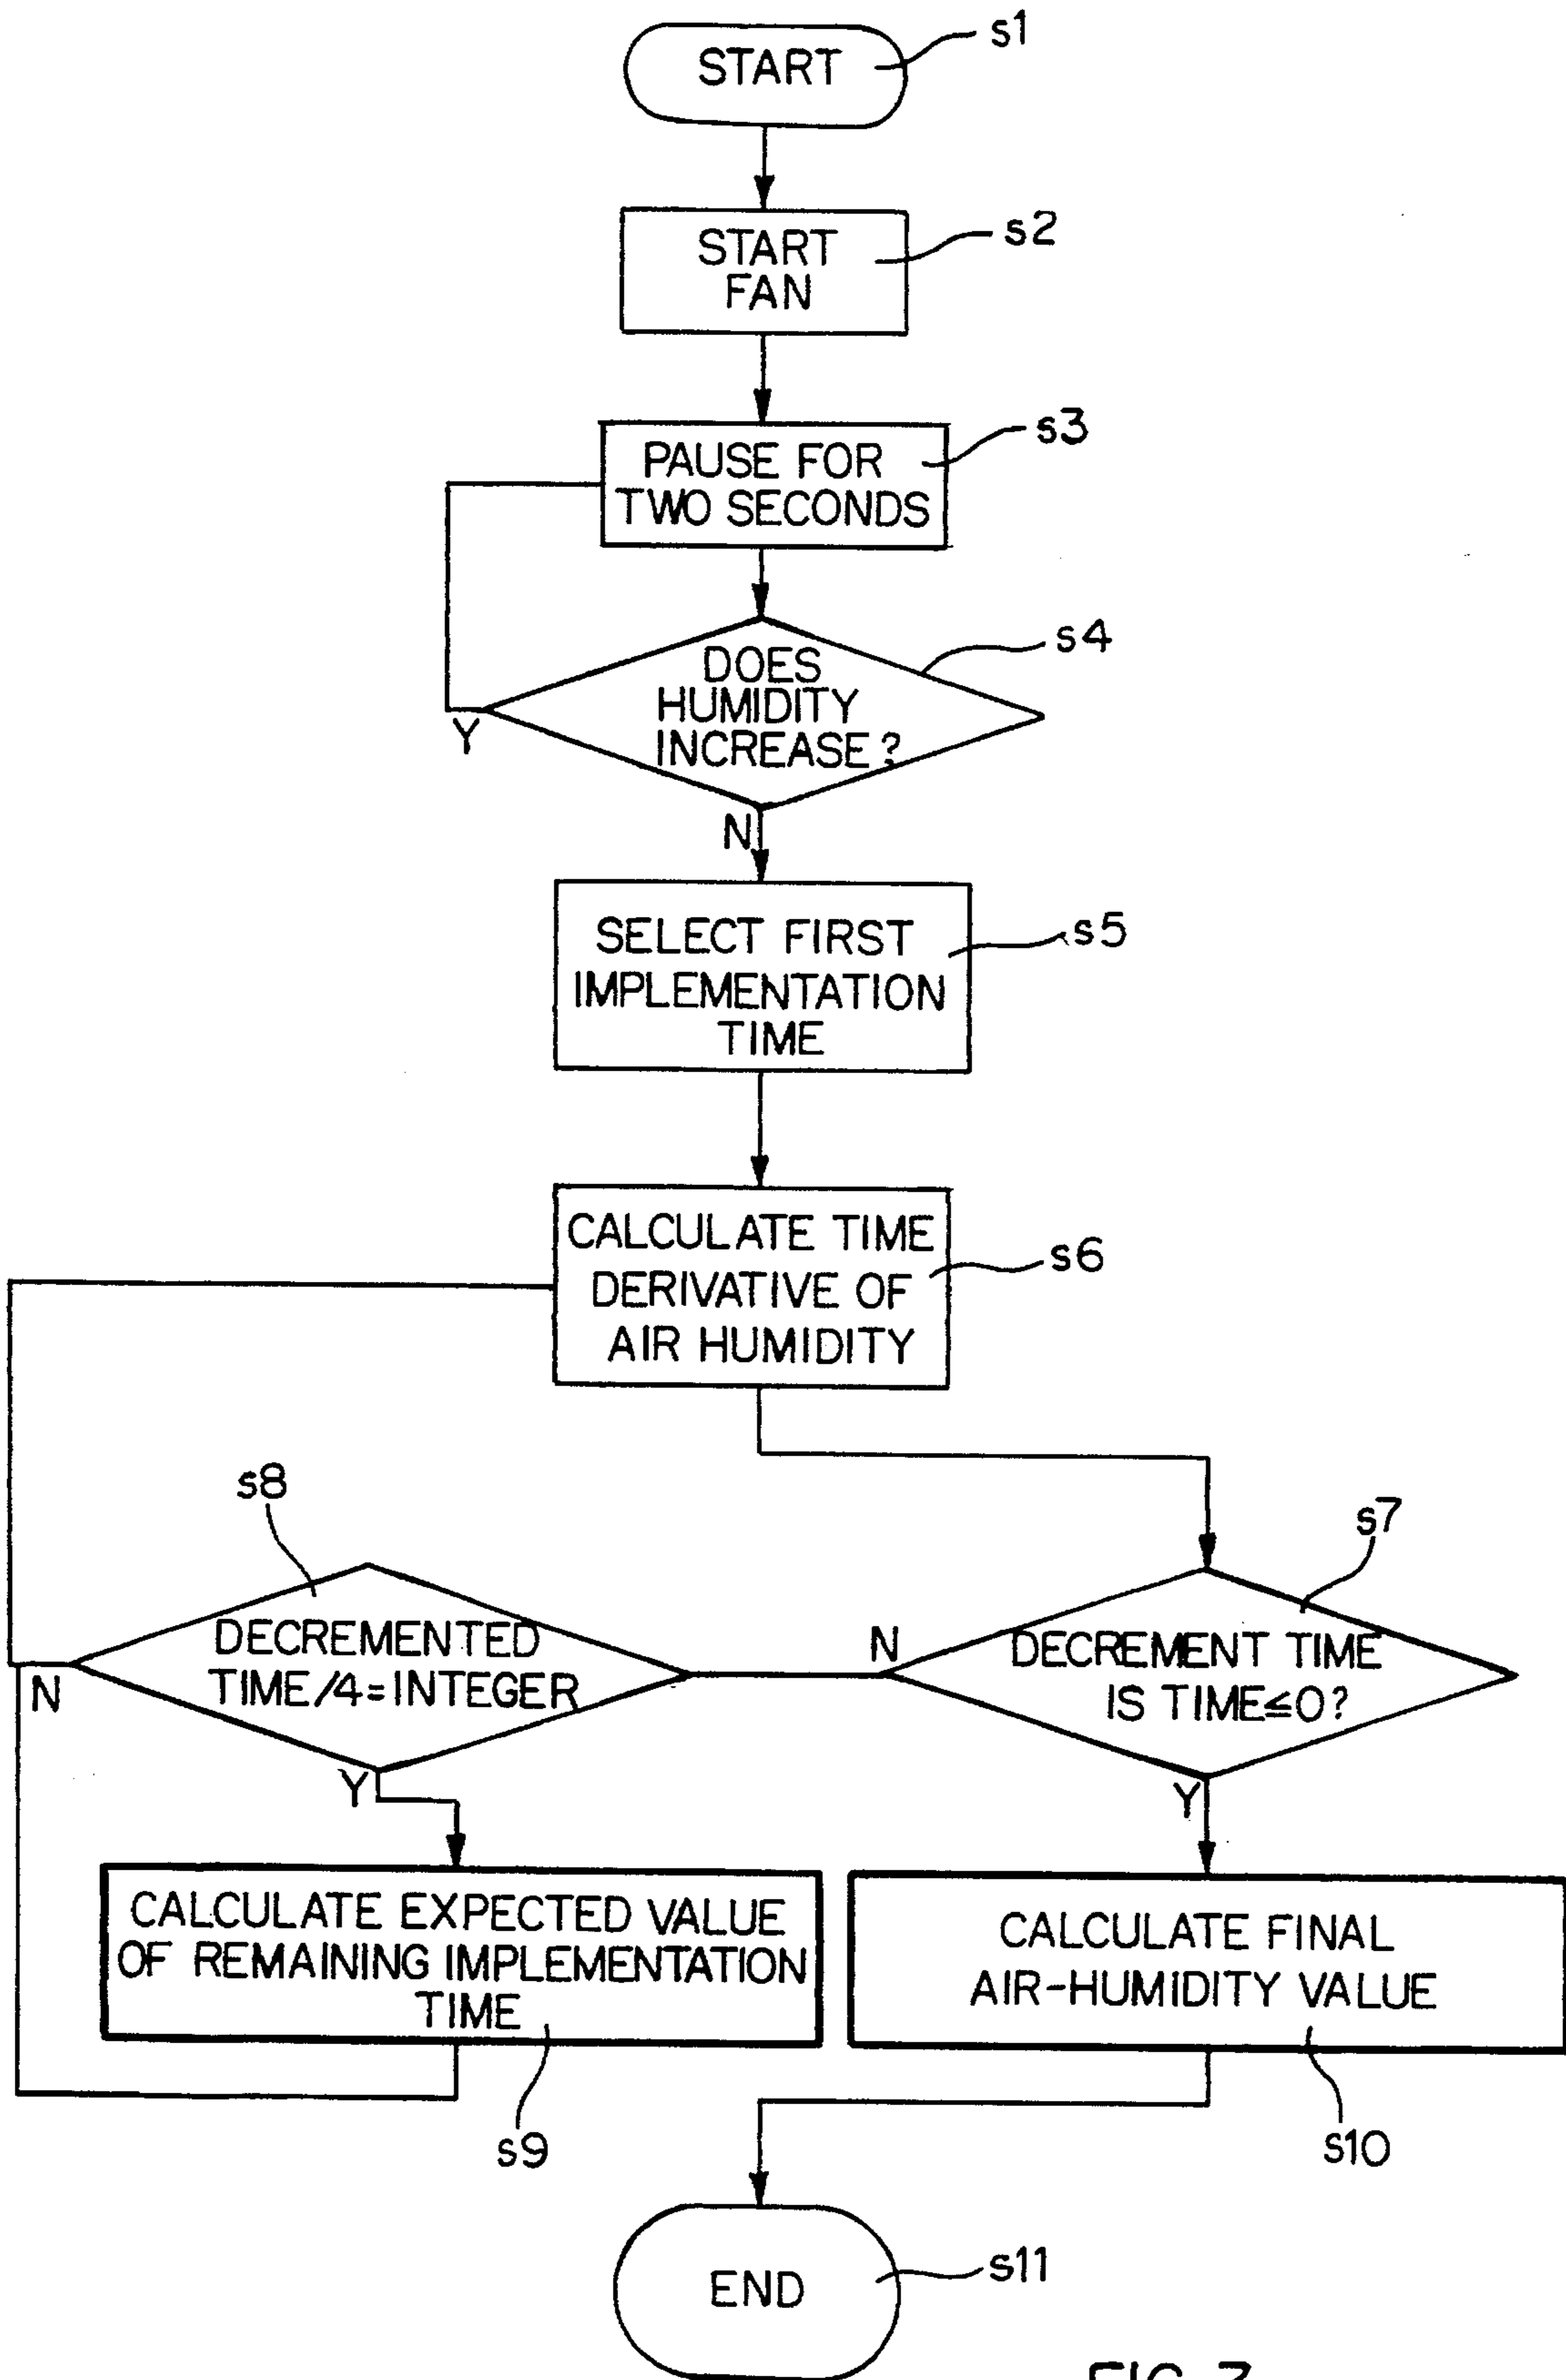 START
s1
START
FAN
s2
PAUSE FOR
TWO SECONDS
s3
DOES
HUMIDITY
INCREASE?
s4
Y
N
SELECT FIRST
IMPLEMENTATION
TIME
s5
CALCULATE TIME
DERIVATIVE OF
AIR HUMIDITY
s6
s8
s7
DECREMENTED
TIME/4=INTEGER
N
N
DECREMENT TIME
IS TIME≦0?
Y
Y
CALCULATE EXPECTED VALUE
OF REMAINING IMPLEMENTATION
TIME
s9
CALCULATE FINAL
AIR-HUMIDITY VALUE
s10
END
s11